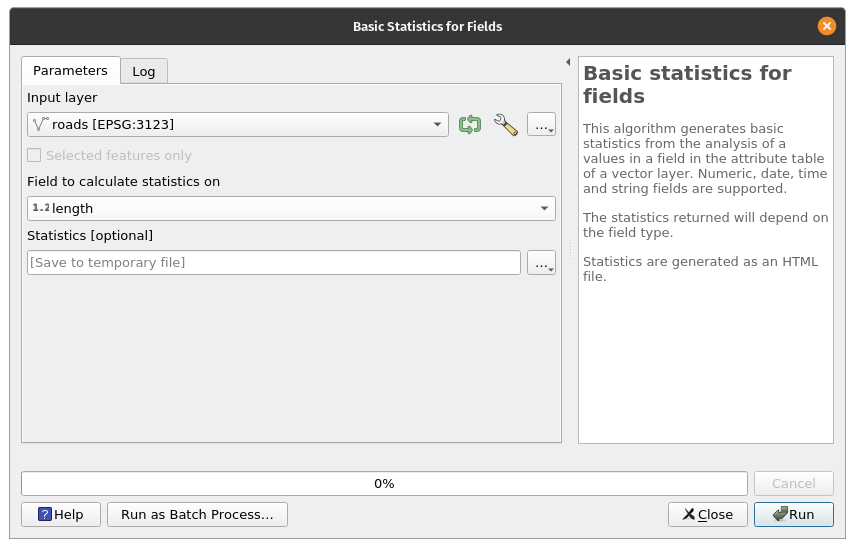 Basic Statistics for Fields
Parameters
Log
Input layer
roads [EPSG:3123]
...
Selected features only
Field to calculate statistics on
1.2 length
Statistics [optional]
[Save to temporary file]
...
Basic statistics for
fields
This algorithm generates basic
statistics from the analysis of a
values in a field in the attribute table
of a vector layer. Numeric, date, time
and string fields are supported.
The statistics returned will depend on
the field type.
Statistics are generated as an HTML
file.
0%
Cancel
? Help
Run as Batch Process...
Close
Run